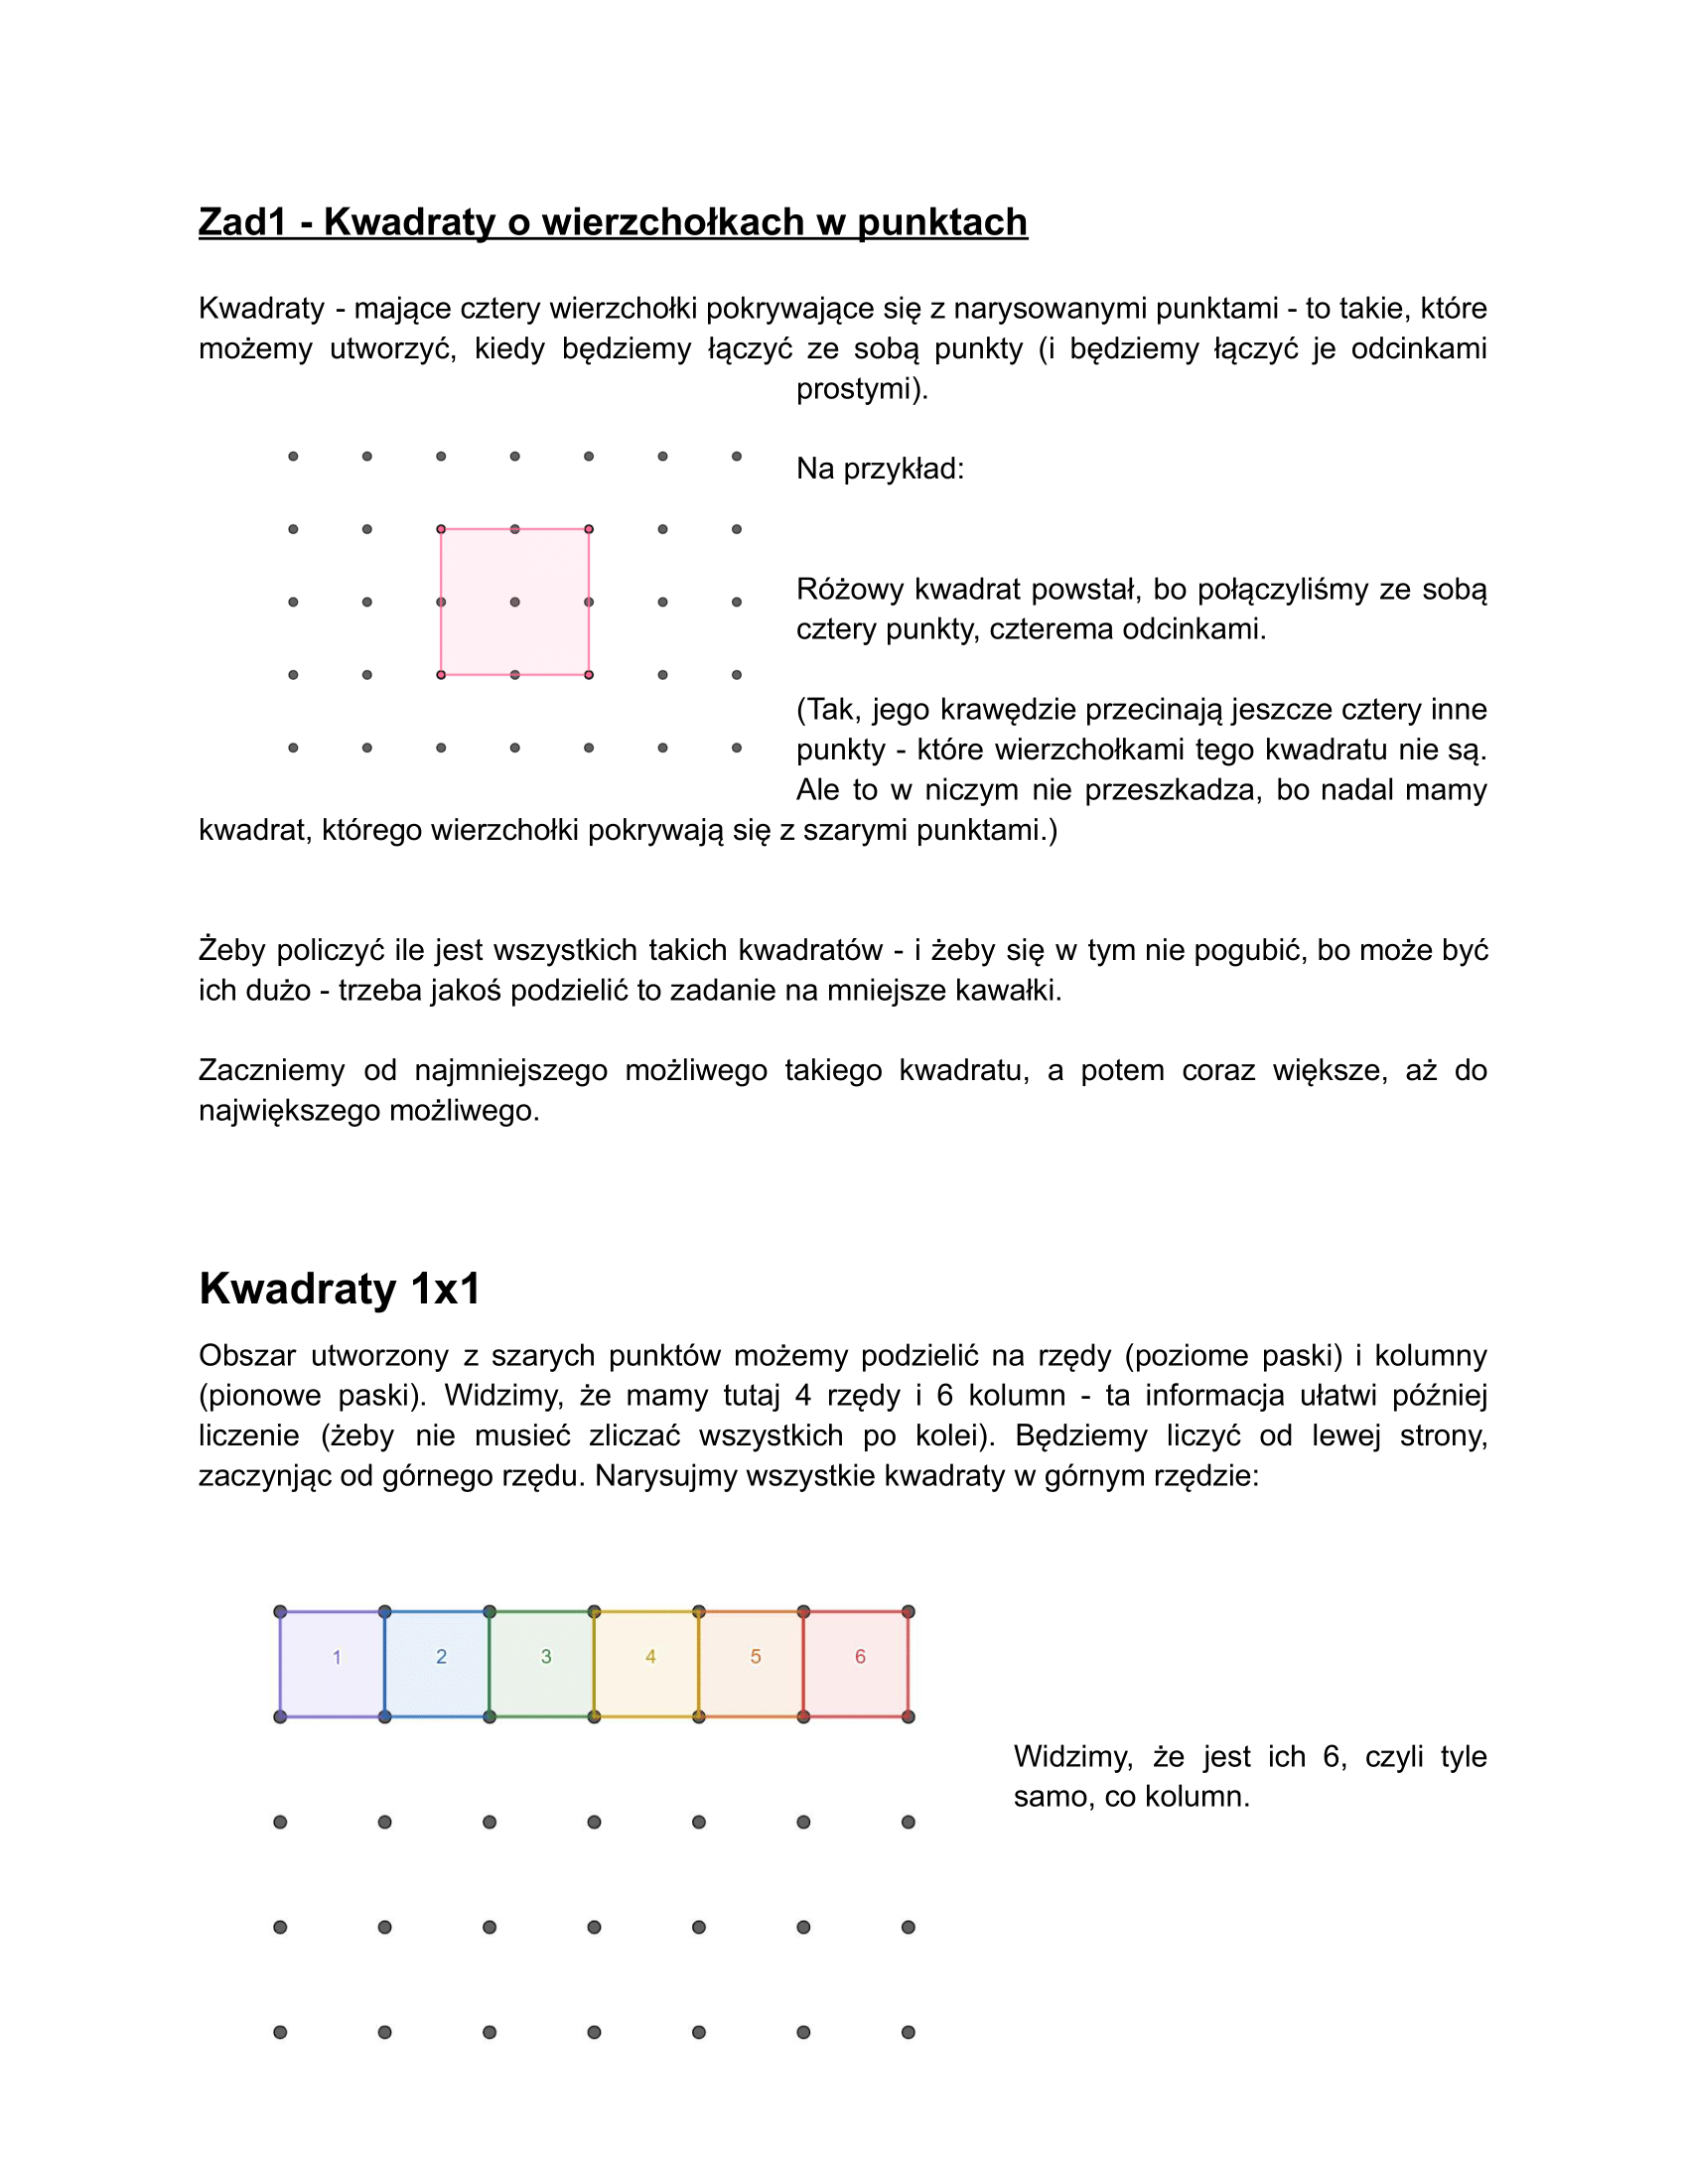 Zad1 - Kwadraty o wierzchołkach w punktach
Kwadraty - mające cztery wierzchołki pokrywające się z narysowanymi punktami - to takie, które
możemy utworzyć, kiedy będziemy łączyć ze sobą punkty (i będziemy łączyć je odcinkami
prostymi).
Na przykład:
Różowy kwadrat powstał, bo połączyliśmy ze sobą
cztery punkty, czterema odcinkami.
(Tak, jego krawędzie przecinają jeszcze cztery inne
punkty - które wierzchołkami tego kwadratu nie są.
Ale to w niczym nie przeszkadza, bo nadal mamy
kwadrat, którego wierzchołki pokrywają się z szarymi punktami.)
Żeby policzyć ile jest wszystkich takich kwadratów - i żeby się w tym nie pogubić, bo może być
ich dużo - trzeba jakoś podzielić to zadanie na mniejsze kawałki.
Zaczniemy od najmniejszego możliwego takiego kwadratu, a potem coraz większe, aż do
największego możliwego.
Kwadraty 1x1
Obszar utworzony z szarych punktów możemy podzielić na rzędy (poziome paski) i kolumny
(pionowe paski). Widzimy, że mamy tutaj 4 rzędy i 6 kolumn - ta informacja ułatwi później
liczenie (żeby nie musieć zliczać wszystkich po kolei). Będziemy liczyć od lewej strony,
zaczynjąc od górnego rzędu. Narysujmy wszystkie kwadraty w górnym rzędzie:
1 2 3 4 5 6
Widzimy, że jest ich 6, czyli tyle
samo, co kolumn.